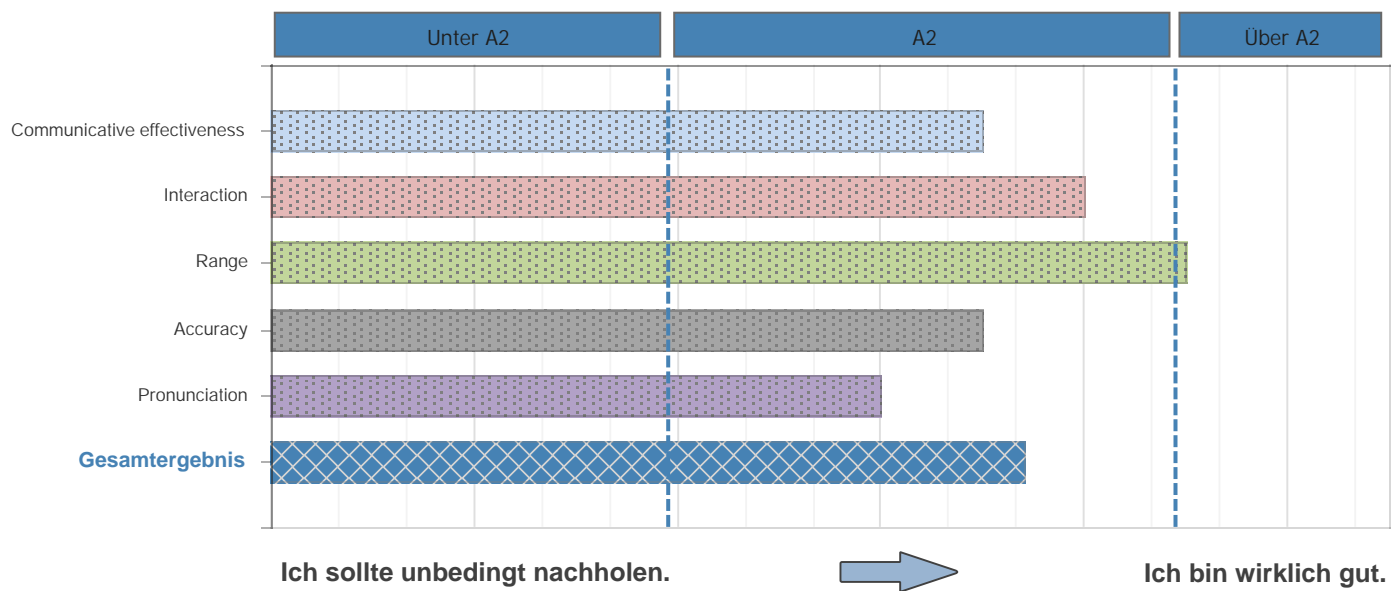 Unter A2
A2
Über A2
Communicative effectiveness
Interaction
Range
Accuracy
Pronunciation
Gesamtergebnis
Ich sollte unbedingt nachholen.
Ich bin wirklich gut.